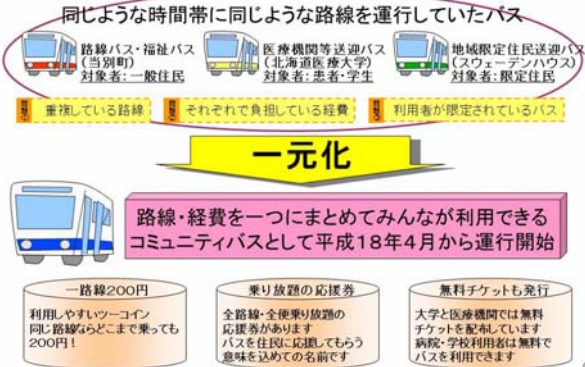 同じような時間帯に同じような路線を運行していたバス
路線バス・福祉バス
(当別町)
対象者:一般住民
医療機関等送迎バス
(北海道医療大学)
対象者:患者・学生
地域限定住民送迎バス
(スウェーデンハウス)
対象者:限定住民
重複している路線
それぞれで負担している経費
利用者が限定されているバス
一元化
路線・経費を一つにまとめてみんなが利用できる
コミュニティバスとして平成18年4月から運行開始
一路線200円
利用しやすいツーコイン
同じ路線ならどこまで乗っても
200円!
乗り放題の応援券
全路線・全便乗り放題の
応援券があります
バスを住民に応援してもらう
意味を込めての名前です
無料チケットも発行
大学と医療機関では無料
チケットを配布しています
病院・学校利用者は無料で
バスを利用できます